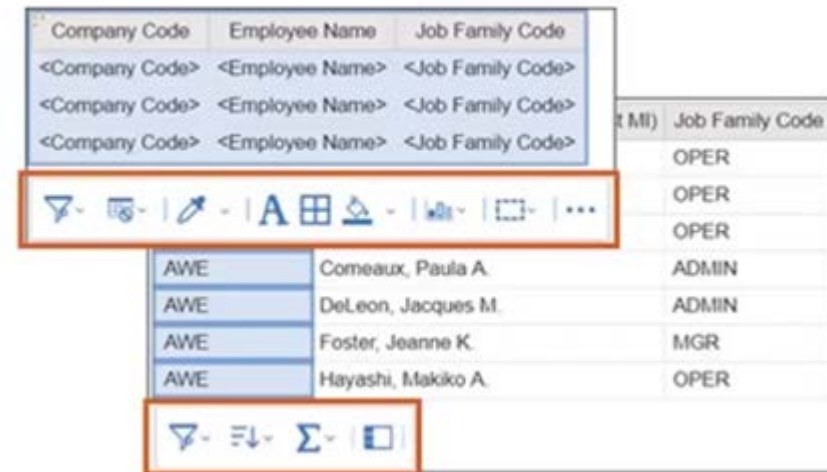 Company Code Employee Name Job Family Code
<Company Code> <Employee Name> <Job Family Code>
<Company Code> <Employee Name> <Job Family Code>
<Company Code> <Employee Name> <Job Family Code>
t MI) Job Family Code
OPER
OPER
OPER
AWE Comeaux, Paula A. ADMIN
AWE DeLeon, Jacques M. ADMIN
AWE Foster, Jeanne K. MGR
AWE Hayashi, Makiko A. OPER